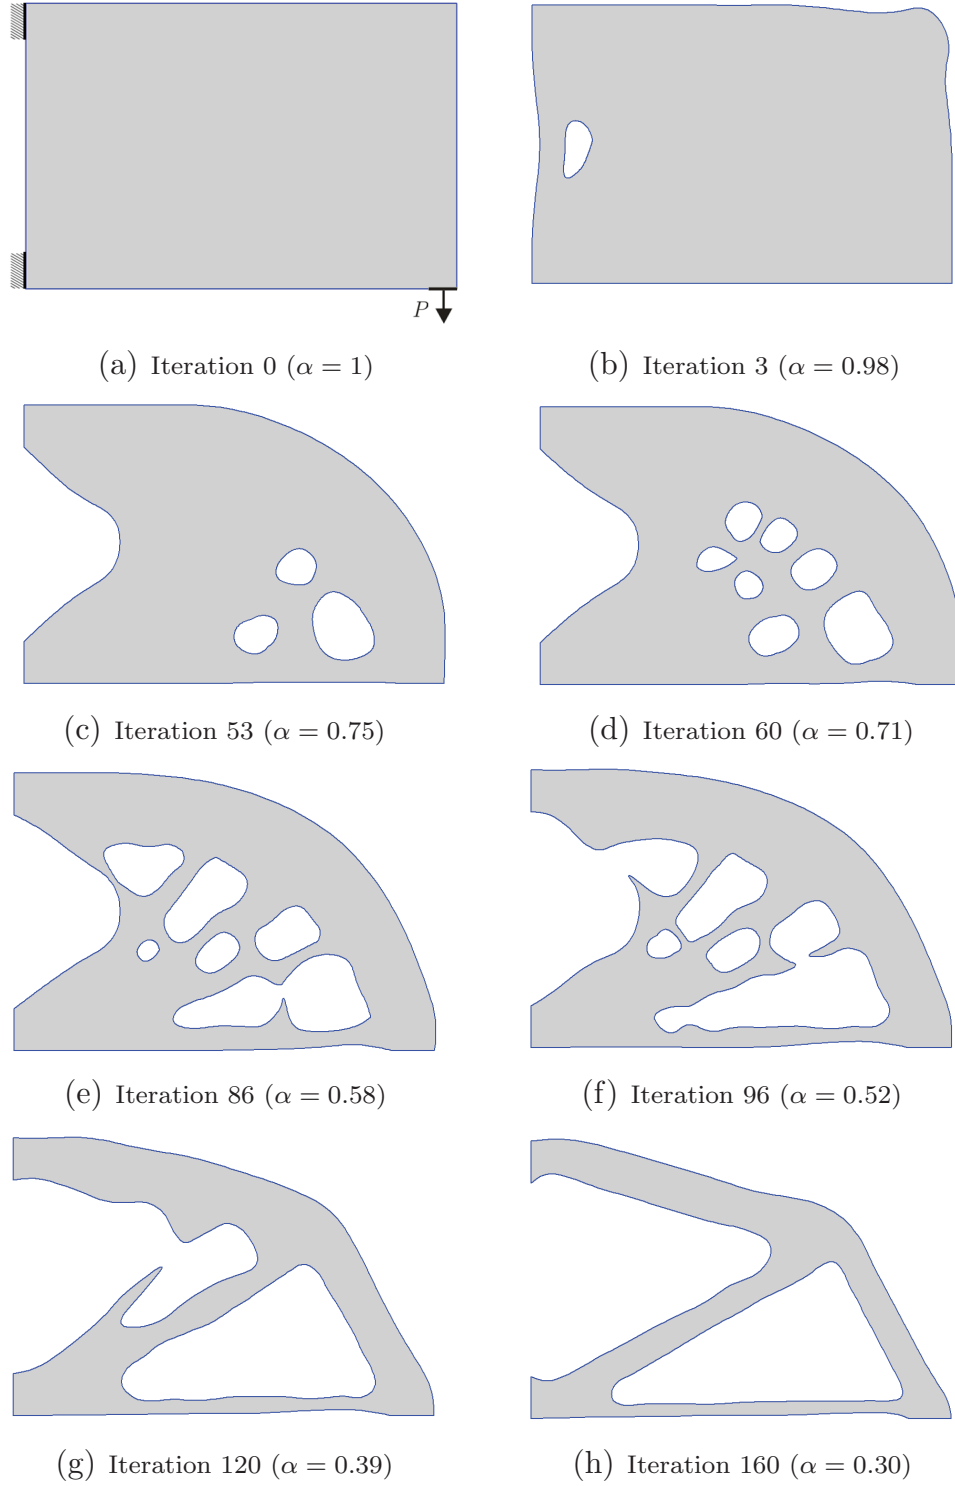 P
(a) Iteration 0 (α = 1)
(b) Iteration 3 (α = 0.98)
(c) Iteration 53 (α = 0.75)
(d) Iteration 60 (α = 0.71)
(e) Iteration 86 (α = 0.58)
(f) Iteration 96 (α = 0.52)
(g) Iteration 120 (α = 0.39)
(h) Iteration 160 (α = 0.30)